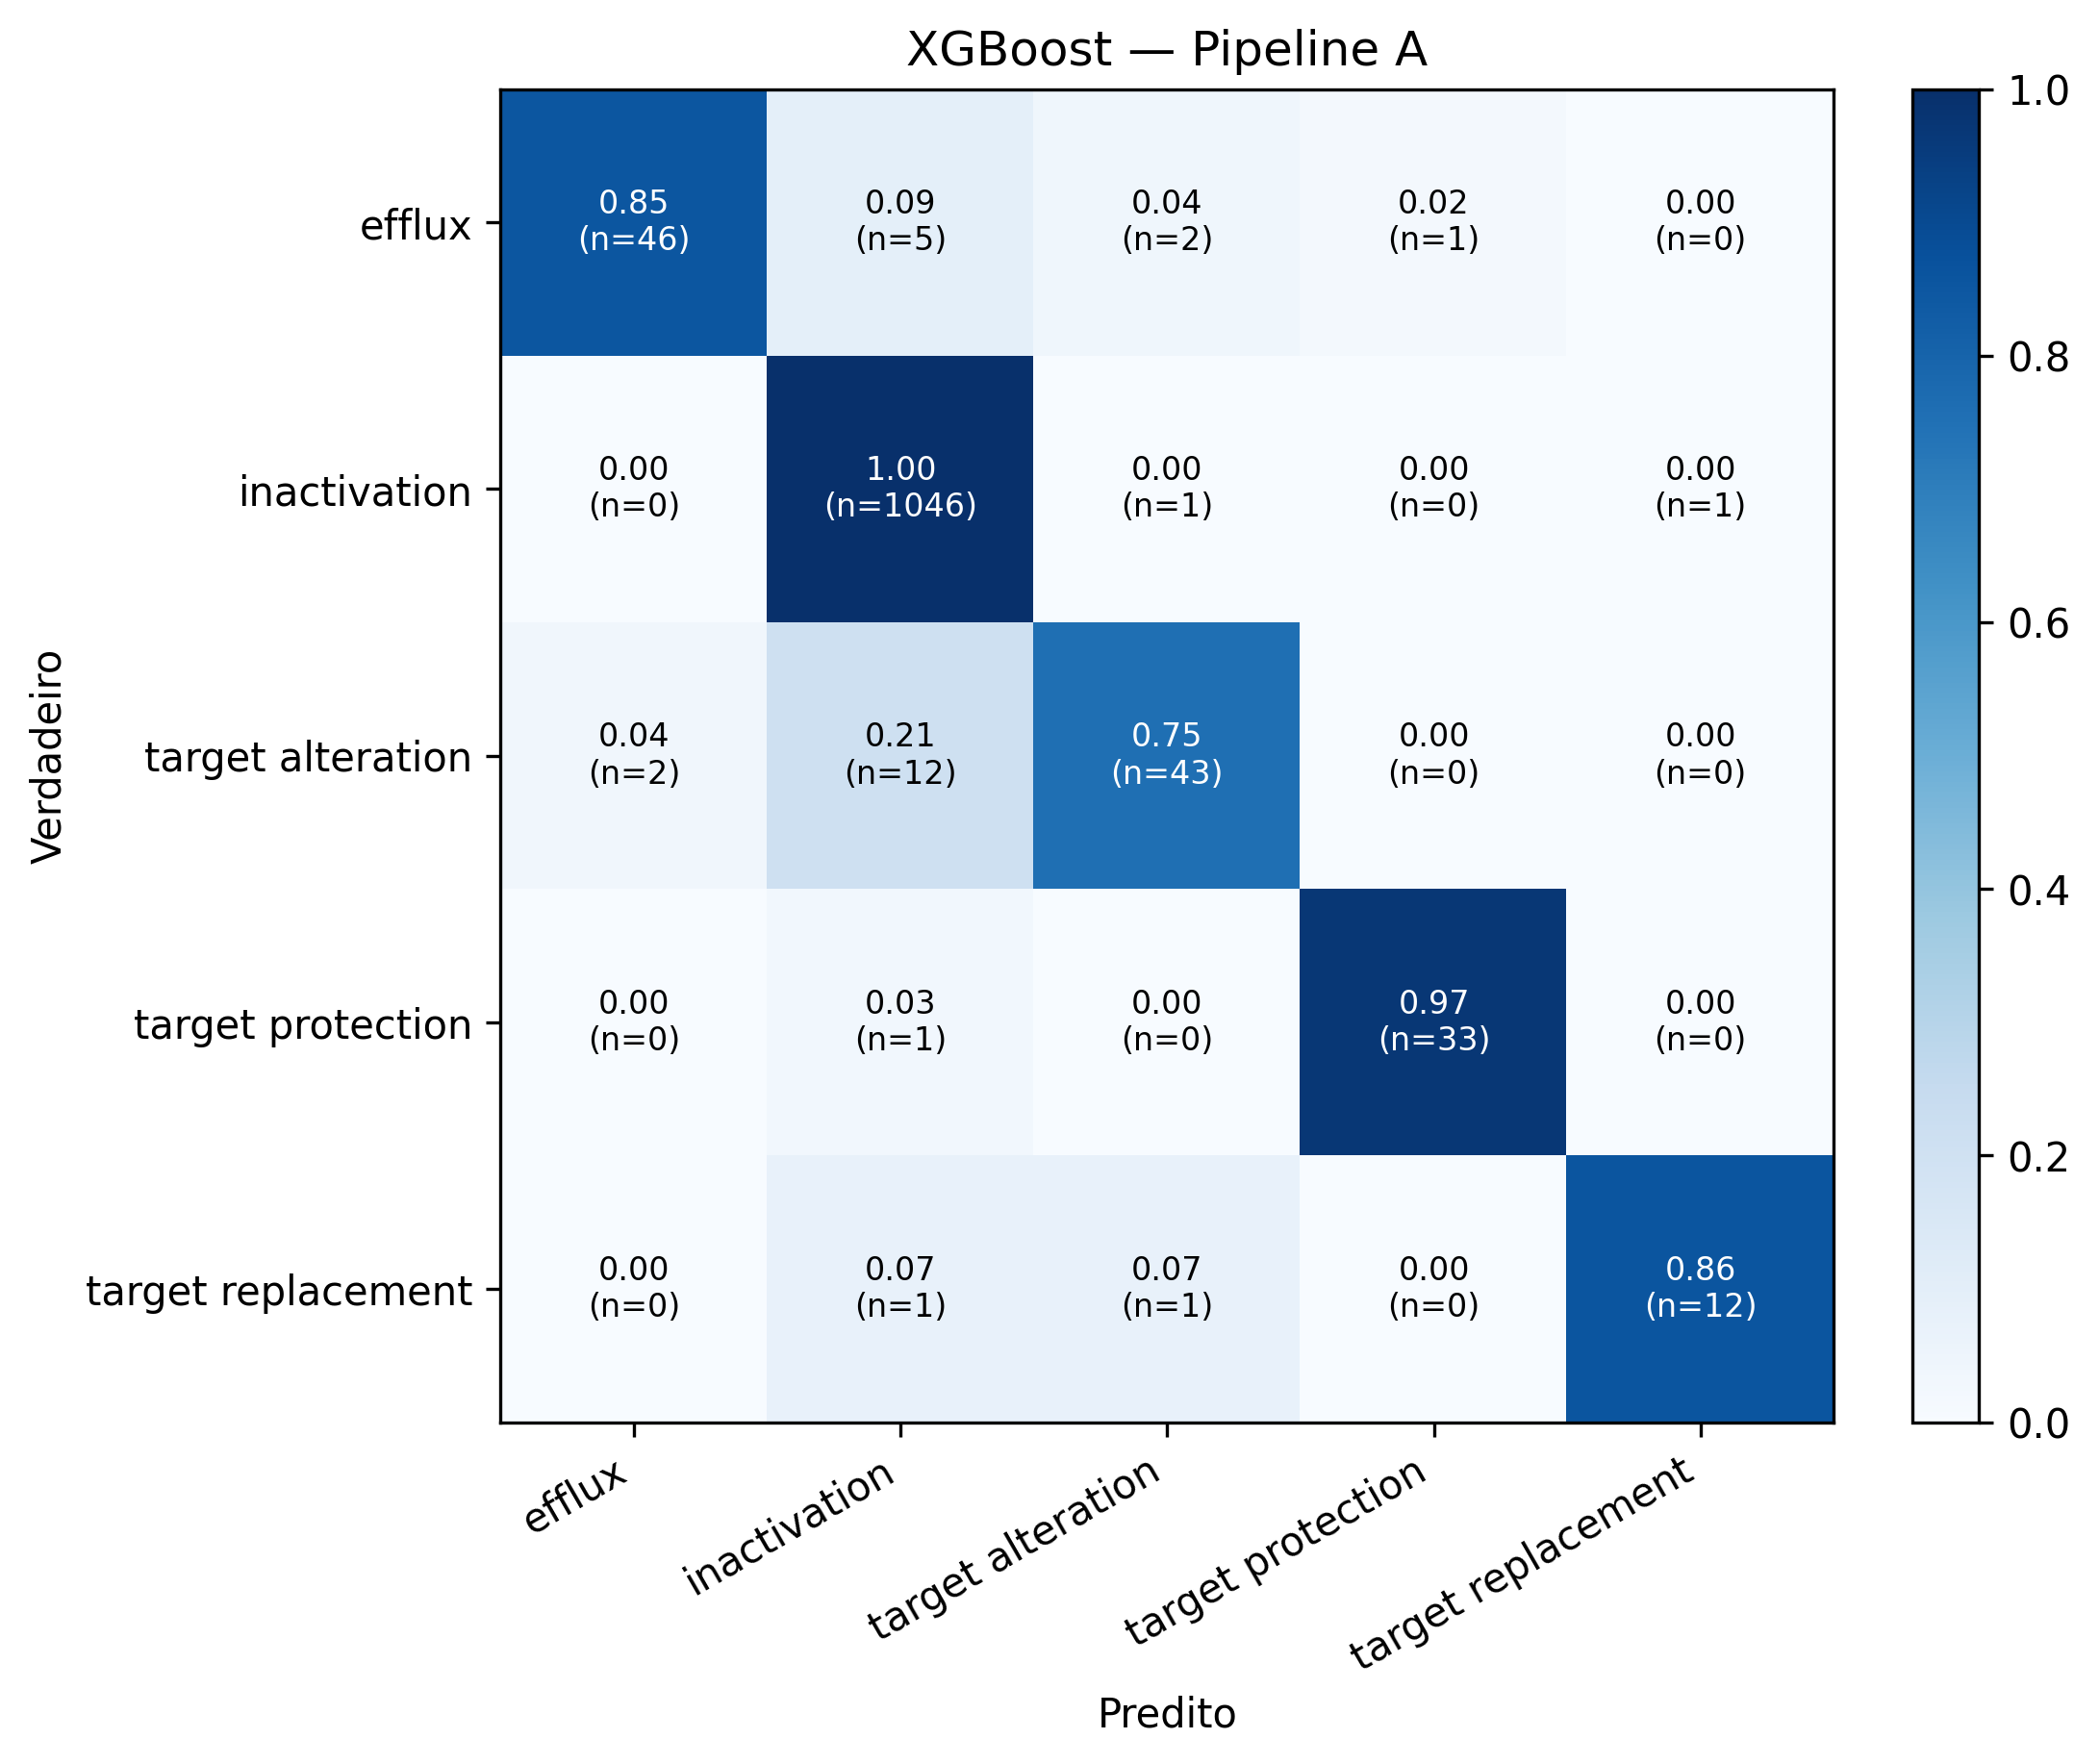 XGBoost — Pipeline A
Verdadeiro
efflux
0.85
(n=46)
0.09
(n=5)
0.04
(n=2)
0.02
(n=1)
0.00
(n=0)
inactivation
0.00
(n=0)
1.00
(n=1046)
0.00
(n=1)
0.00
(n=0)
0.00
(n=1)
target alteration
0.04
(n=2)
0.21
(n=12)
0.75
(n=43)
0.00
(n=0)
0.00
(n=0)
target protection
0.00
(n=0)
0.03
(n=1)
0.00
(n=0)
0.97
(n=33)
0.00
(n=0)
target replacement
0.00
(n=0)
0.07
(n=1)
0.07
(n=1)
0.00
(n=0)
0.86
(n=12)
efflux
inactivation
target alteration
target protection
target replacement
Predito
1.0
0.8
0.6
0.4
0.2
0.0